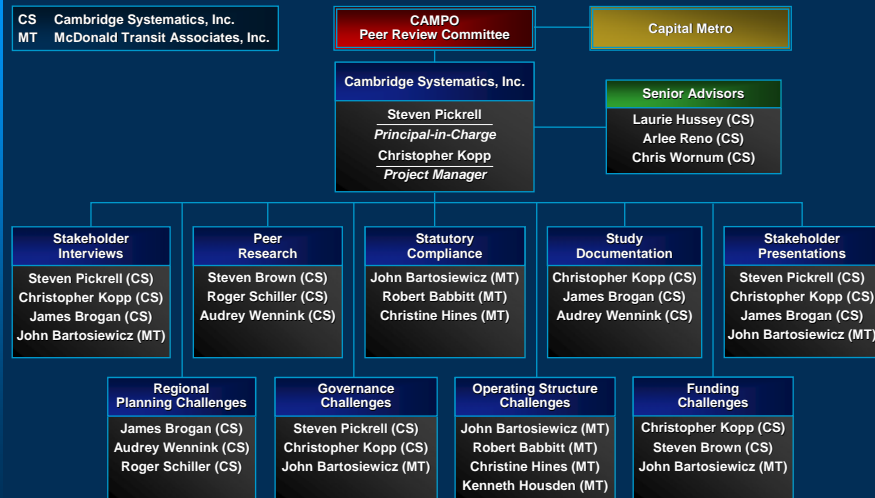 CS Cambridge Systematics, Inc.
MT McDonald Transit Associates, Inc.
CAMPO
Peer Review Committee
Capital Metro
Cambridge Systematics, Inc.
Steven Pickrell
Principal-in-Charge
Christopher Kopp
Project Manager
Senior Advisors
Laurie Hussey (CS)
Arlee Reno (CS)
Chris Wornum (CS)
Stakeholder
Interviews
Steven Pickrell (CS)
Christopher Kopp (CS)
James Brogan (CS)
John Bartosiewicz (MT)
Peer
Research
Steven Brown (CS)
Roger Schiller (CS)
Audrey Wennink (CS)
Statutory
Compliance
John Bartosiewicz (MT)
Robert Babbitt (MT)
Christine Hines (MT)
Study
Documentation
Christopher Kopp (CS)
James Brogan (CS)
Audrey Wennink (CS)
Stakeholder
Presentations
Steven Pickrell (CS)
Christopher Kopp (CS)
James Brogan (CS)
John Bartosiewicz (MT)
Regional
Planning Challenges
James Brogan (CS)
Audrey Wennink (CS)
Roger Schiller (CS)
Governance
Challenges
Steven Pickrell (CS)
Christopher Kopp (CS)
John Bartosiewicz (MT)
Operating Structure
Challenges
John Bartosiewicz (MT)
Robert Babbitt (MT)
Christine Hines (MT)
Kenneth Housden (MT)
Funding
Challenges
Christopher Kopp (CS)
Steven Brown (CS)
John Bartosiewicz (MT)